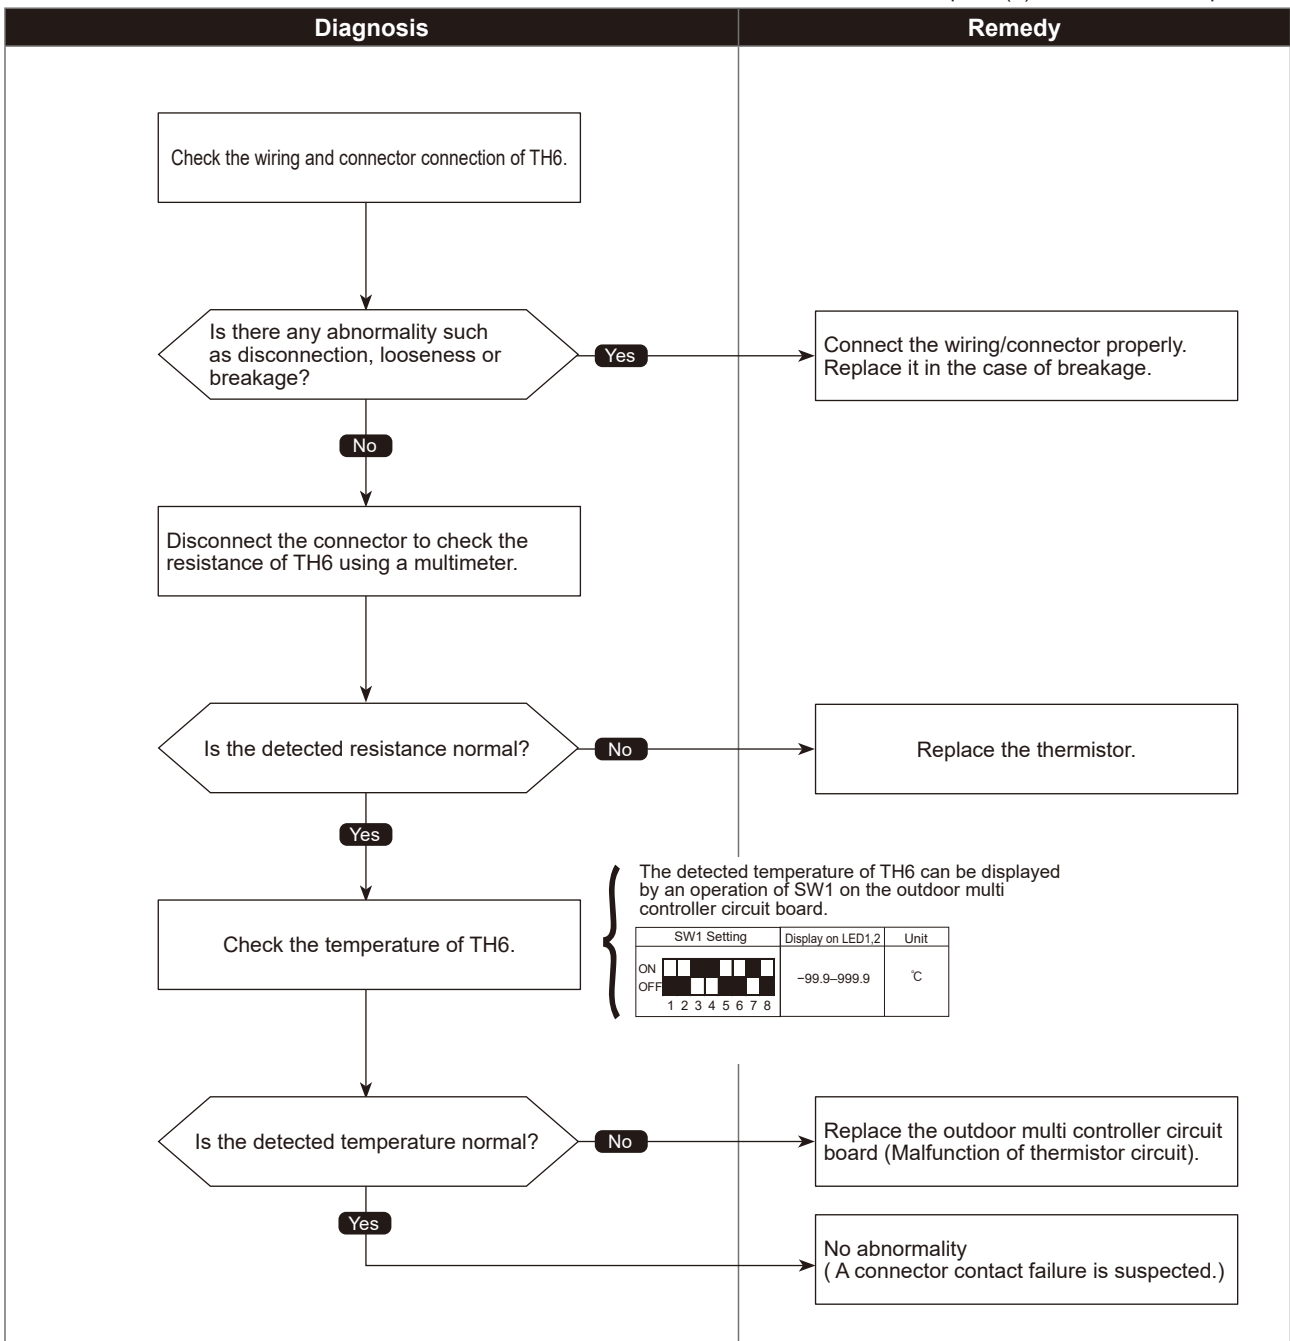 Diagnosis
Remedy
Check the wiring and connector connection of TH6.
Is there any abnormality such
as disconnection, looseness or
breakage?
Yes
Connect the wiring/connector properly.
Replace it in the case of breakage.
No
Disconnect the connector to check the
resistance of TH6 using a multimeter.
Is the detected resistance normal?
No
Replace the thermistor.
Yes
Check the temperature of TH6.
The detected temperature of TH6 can be displayed
by an operation of SW1 on the outdoor multi
controller circuit board.
SW1 Setting
Display on LED1,2
Unit
ON
OFF
1 2 3 4 5 6 7 8
−99.9–999.9
℃
Is the detected temperature normal?
No
Replace the outdoor multi controller circuit
board (Malfunction of thermistor circuit).
Yes
No abnormality
( A connector contact failure is suspected.)